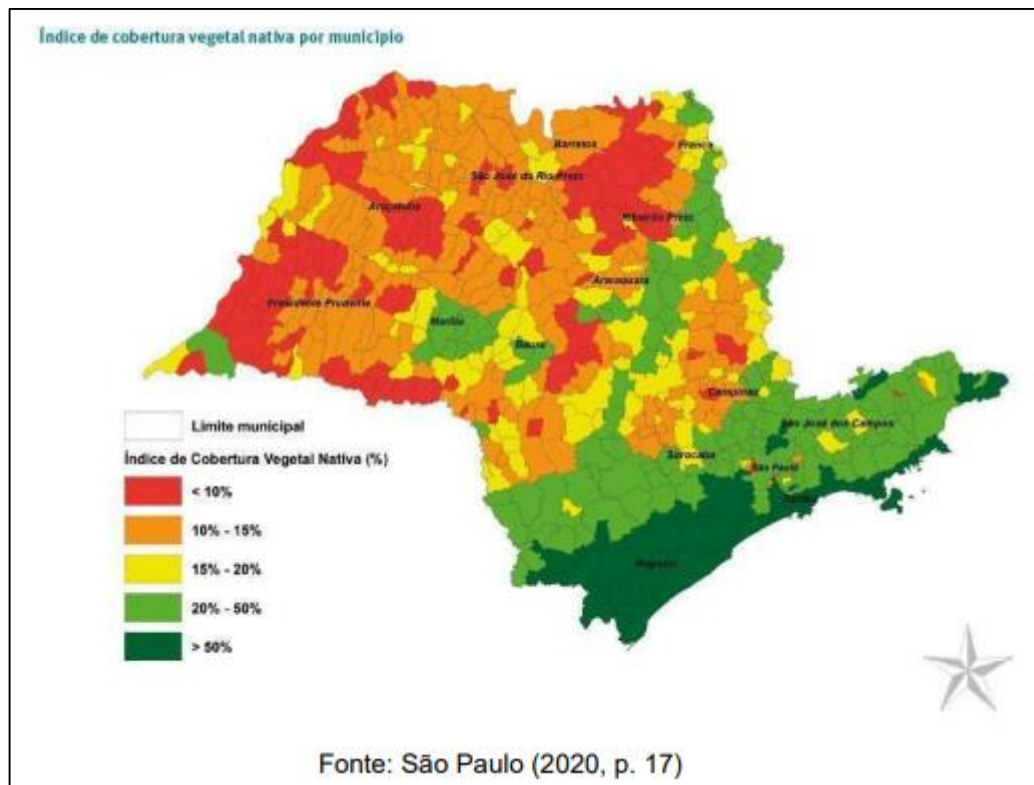 Índice de cobertura vegetal nativa por município
Barretos
Franca
São José do Rio Preto
Araçatuba
Ribeirão Preto
Araraquara
Presidente Prudente
Marília
Bauru
Campinas
São José dos Campos
Sorocaba
São Paulo
Registro
Limite municipal
Índice de Cobertura Vegetal Nativa (%)
< 10%
10% - 15%
15% - 20%
20% - 50%
> 50%
Fonte: São Paulo (2020, p. 17)